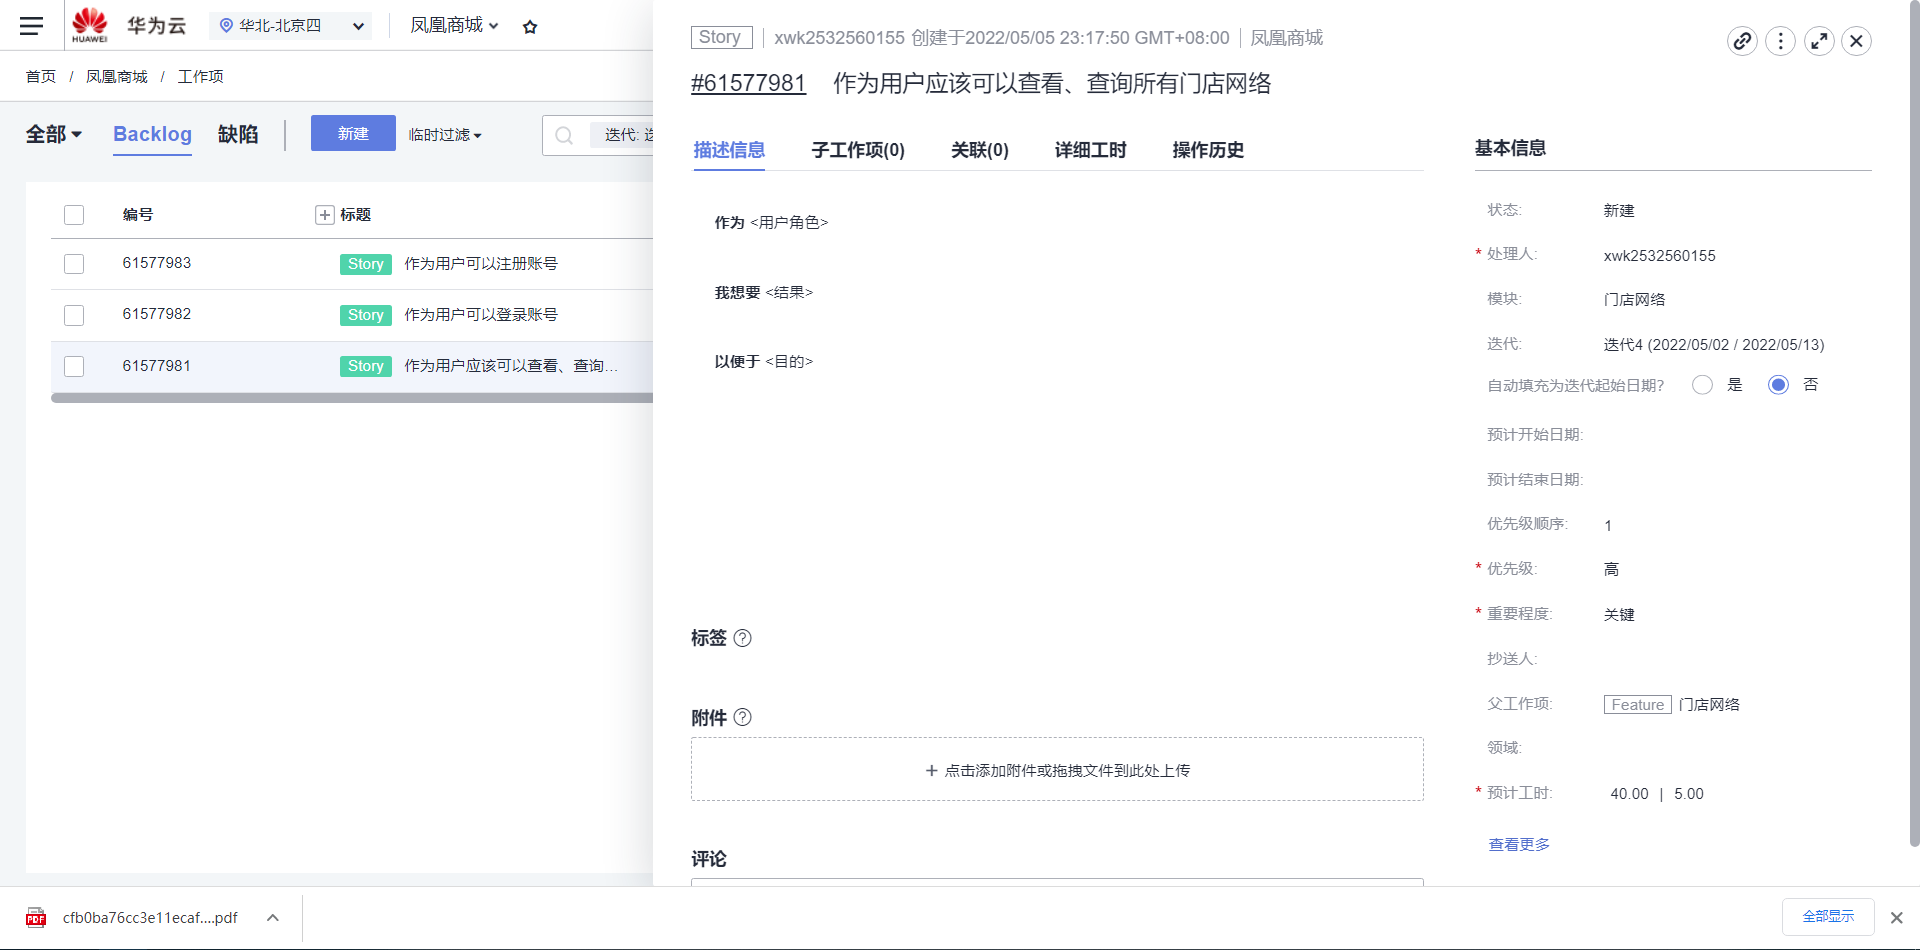 HUAWEI
华为云
华北-北京四
凤凰商城
首页 / 凤凰商城 / 工作项
全部
Backlog
缺陷
新建
临时过滤
迭代:
编号
标题
61577983
Story
作为用户可以注册账号
61577982
Story
作为用户可以登录账号
61577981
Story
作为用户应该可以查看、查询…
Story
xwk2532560155 创建于2022/05/05 23:17:50 GMT+08:00
凤凰商城
#61577981
作为用户应该可以查看、查询所有门店网络
描述信息
子工作项(0)
关联(0)
详细工时
操作历史
作为 <用户角色>
我想要 <结果>
以便于 <目的>
标签
附件
+ 点击添加附件或拖拽文件到此处上传
评论
基本信息
状态: 新建
* 处理人: xwk2532560155
模块: 门店网络
迭代: 迭代4 (2022/05/02 / 2022/05/13)
自动填充为迭代起始日期? 是 否
预计开始日期:
预计结束日期:
优先级顺序: 1
* 优先级: 高
* 重要程度: 关键
抄送人:
父工作项: Feature 门店网络
领域:
* 预计工时: 40.00 | 5.00
查看更多
PDF
cfb0ba76cc3e11ecaf....pdf
全部显示